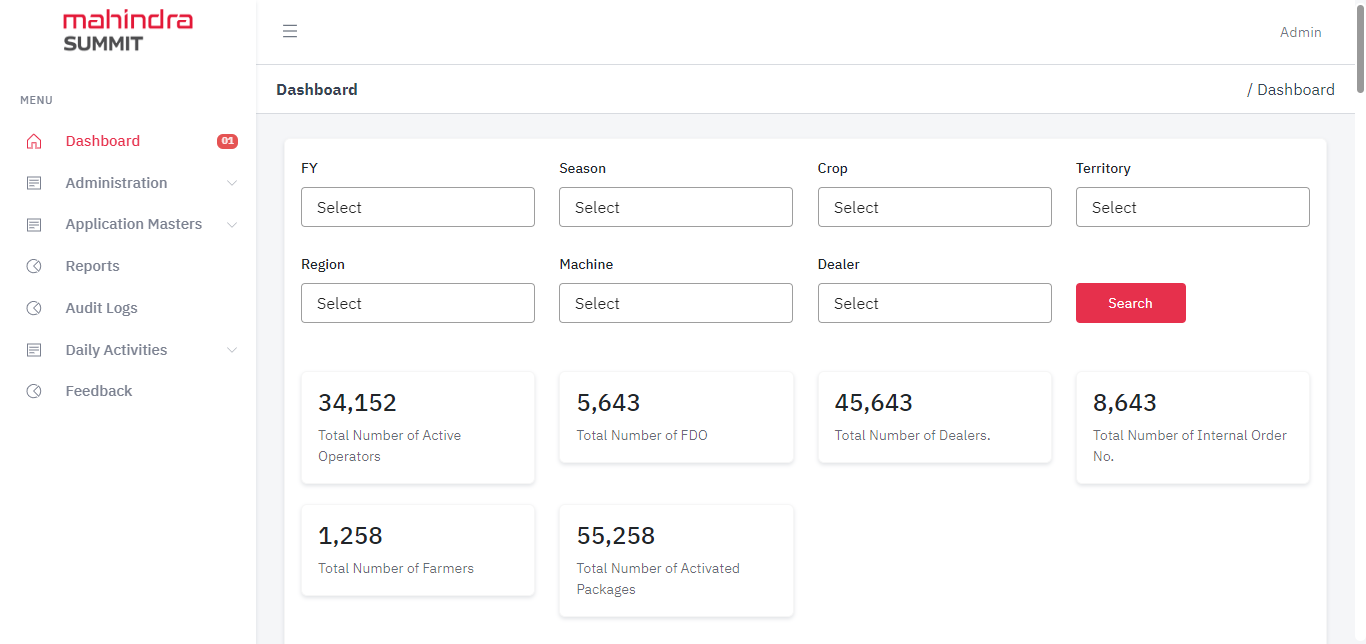 mahindra
SUMMIT
Admin
Dashboard
/ Dashboard
MENU
Dashboard 01
Administration
Application Masters
Reports
Audit Logs
Daily Activities
Feedback
FY Season Crop Territory
Select Select Select Select
Region Machine Dealer
Select Select Select Search
34,152
Total Number of Active
Operators
5,643
Total Number of FDO
45,643
Total Number of Dealers.
8,643
Total Number of Internal Order
No.
1,258
Total Number of Farmers
55,258
Total Number of Activated
Packages